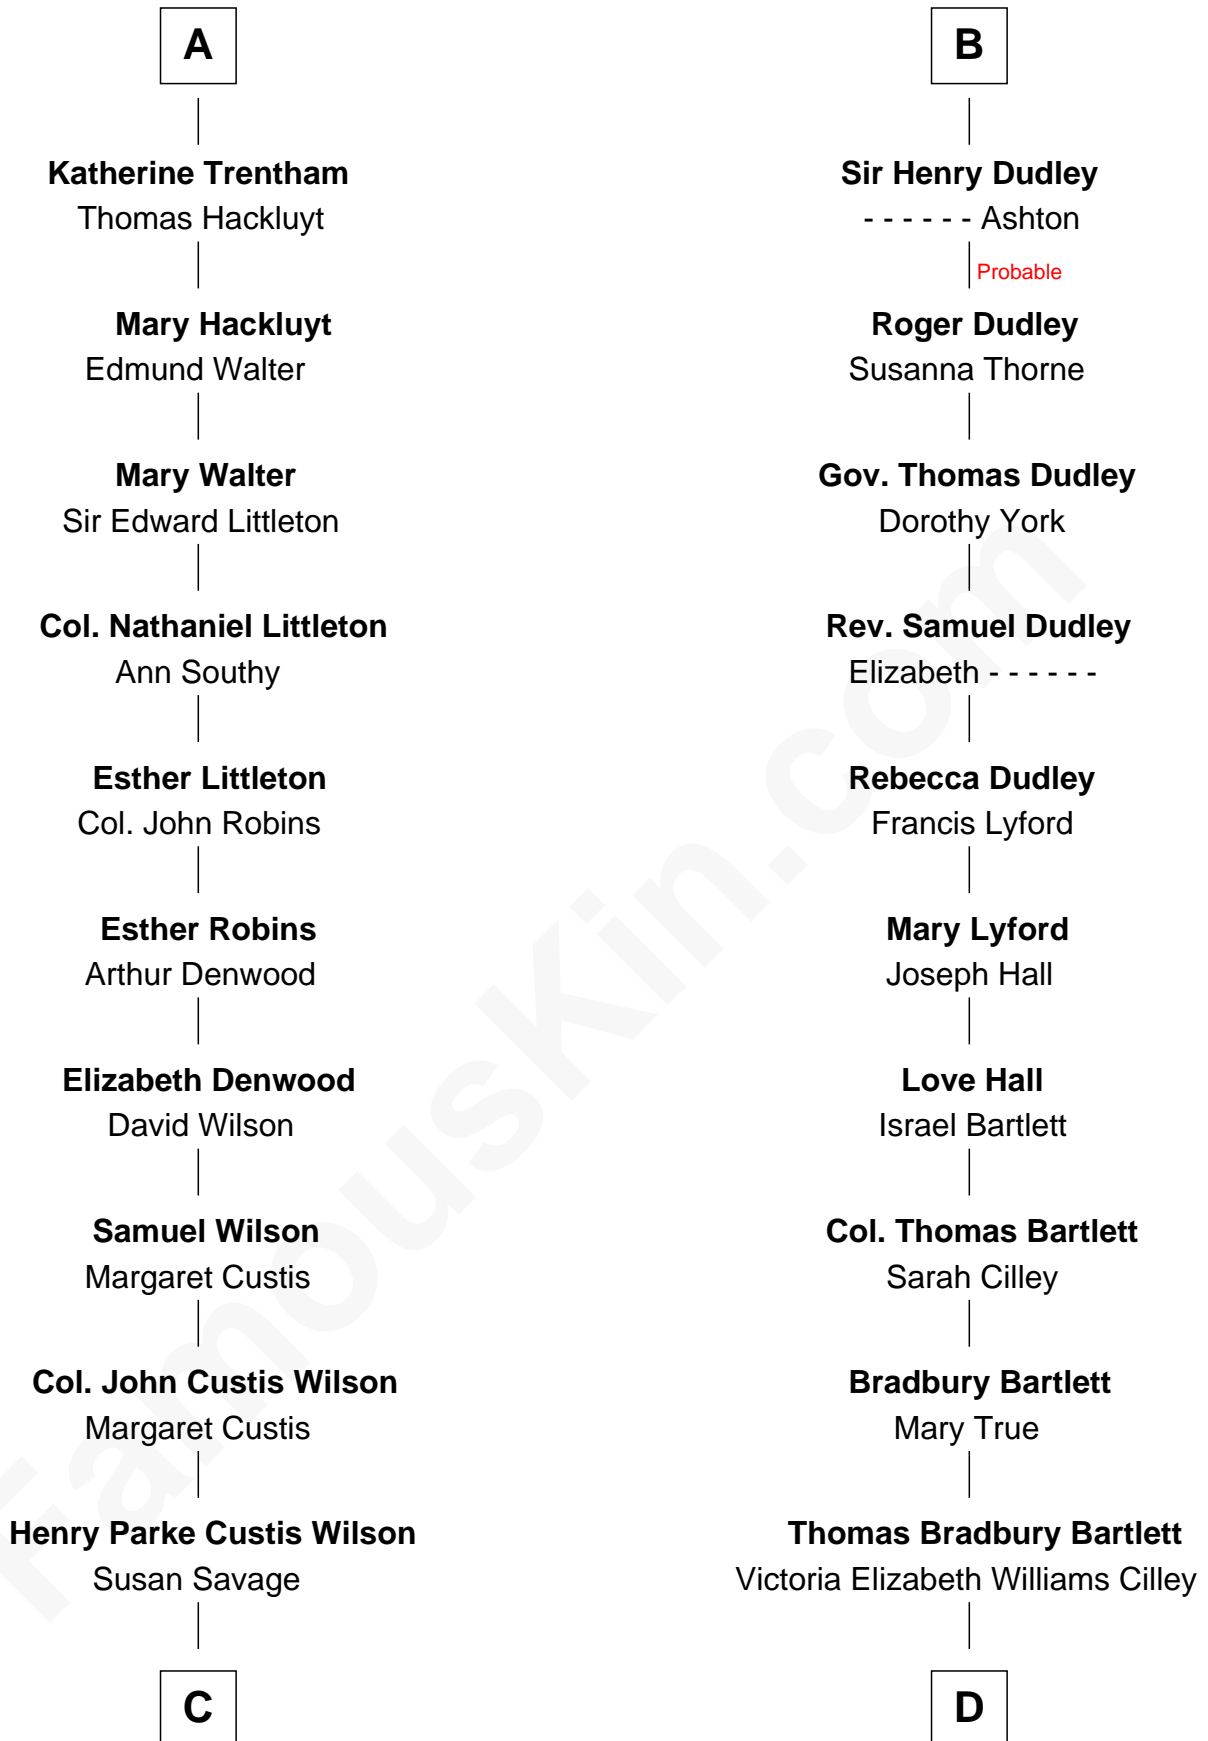 A
Katherine Trentham
Thomas Hackluyt
Mary Hackluyt
Edmund Walter
Mary Walter
Sir Edward Littleton
Col. Nathaniel Littleton
Ann Southy
Esther Littleton
Col. John Robins
Esther Robins
Arthur Denwood
Elizabeth Denwood
David Wilson
Samuel Wilson
Margaret Custis
Col. John Custis Wilson
Margaret Custis
Henry Parke Custis Wilson
Susan Savage
C
B
Sir Henry Dudley
- - - - - - Ashton
Probable
Roger Dudley
Susanna Thorne
Gov. Thomas Dudley
Dorothy York
Rev. Samuel Dudley
Elizabeth - - - - - -
Rebecca Dudley
Francis Lyford
Mary Lyford
Joseph Hall
Love Hall
Israel Bartlett
Col. Thomas Bartlett
Sarah Cilley
Bradbury Bartlett
Mary True
Thomas Bradbury Bartlett
Victoria Elizabeth Williams Cilley
D
FamousKin.com